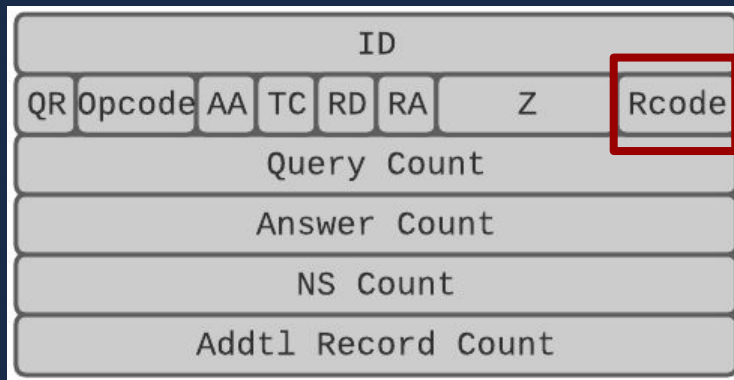 ID
QR Opcode AA TC RD RA Z Rcode
Query Count
Answer Count
NS Count
Addtl Record Count